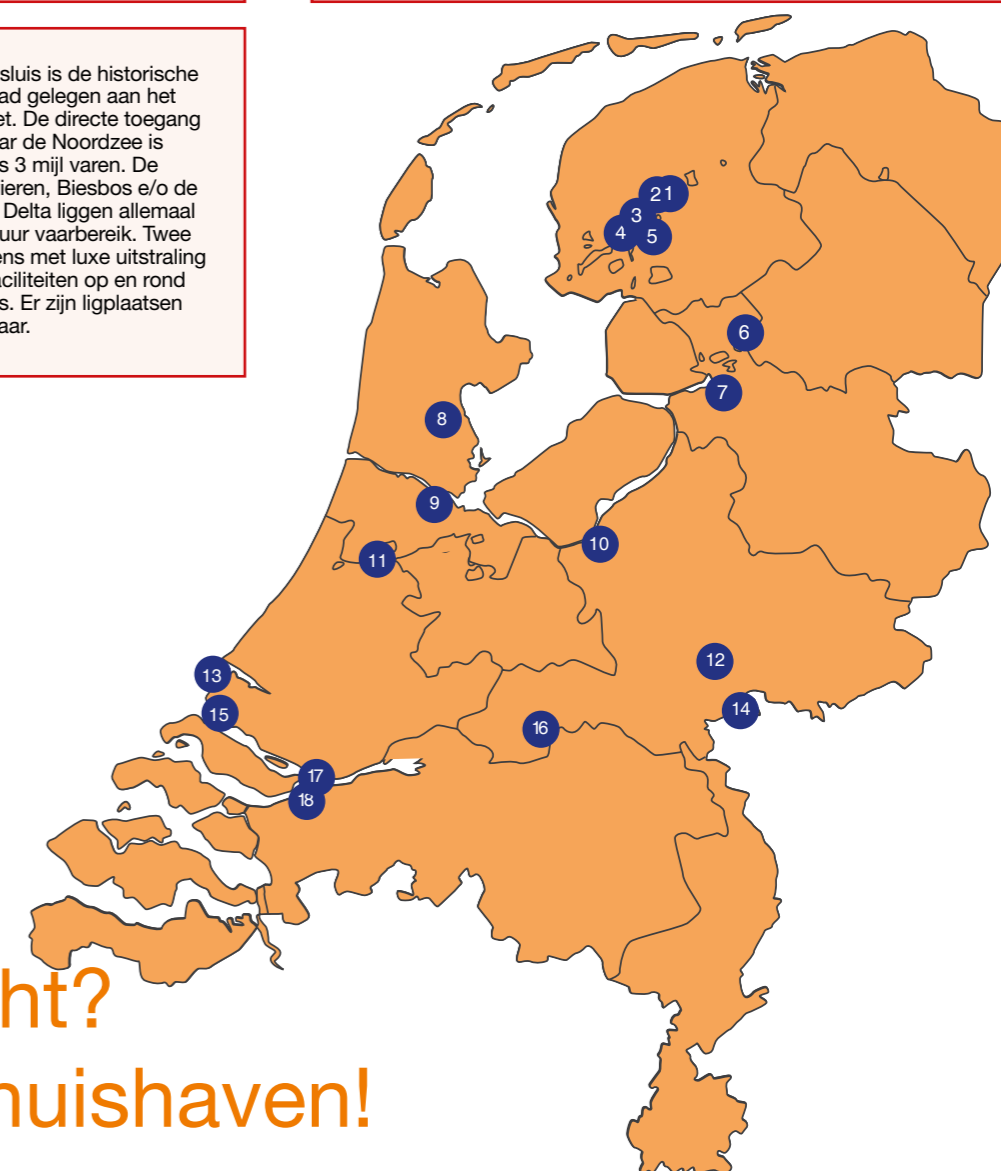 sluis is de historische
ad gelegen aan het
et. De directe toegang
ar de Noordzee is
s 3 mijl varen. De
ieren, Biesbos e/o de
Delta liggen allemaal
uur vaarbereik. Twee
ens met luxe uitstraling
aciliteiten op en rond
s. Er zijn ligplaatsen
aar.
2 1
3
4 5
6
7
8
9
10
11
12
13
14
15
16
17
18
ht?
huishaven!